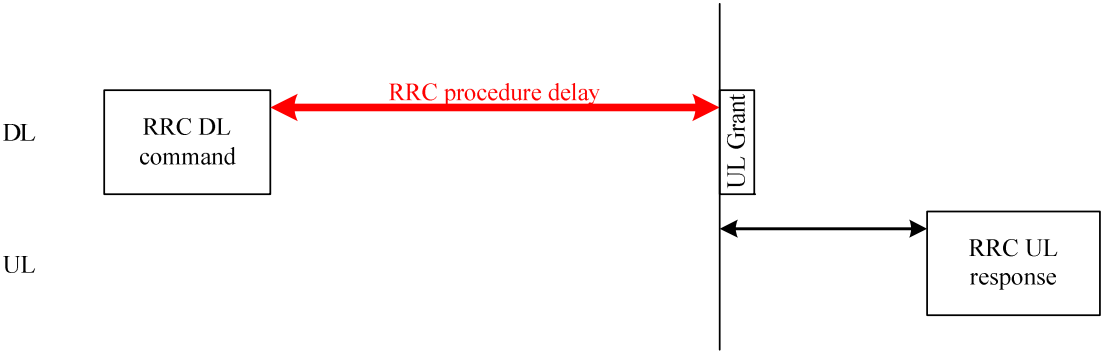 RRC procedure delay
DL
RRC DL
command
UL Grant
UL
RRC UL
response